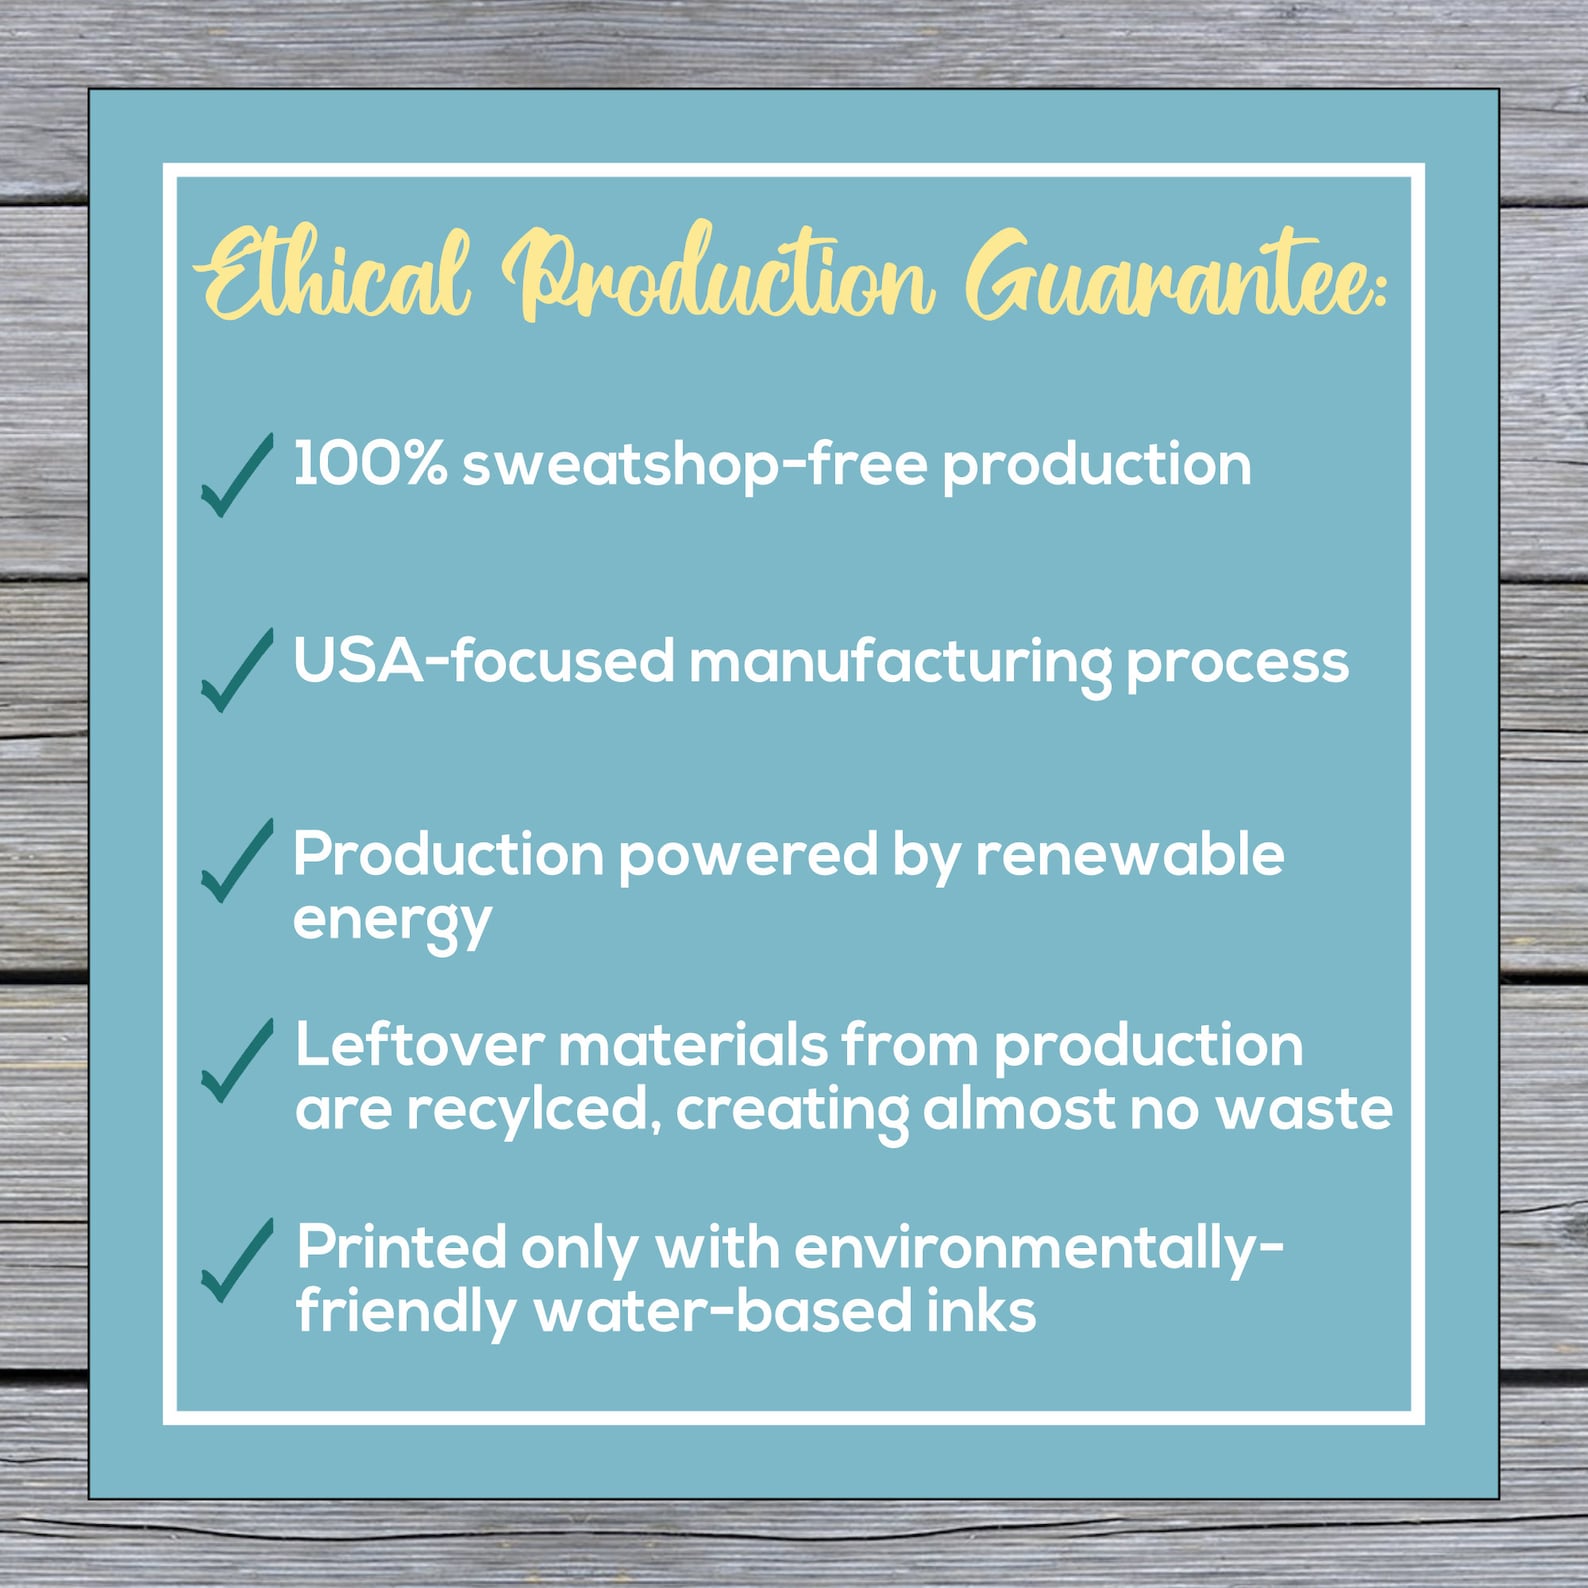 Ethical Production Guarantee:
100% sweatshop-free production
USA-focused manufacturing process
Production powered by renewable
energy
Leftover materials from production
are recylced, creating almost no waste
Printed only with environmentally-
friendly water-based inks